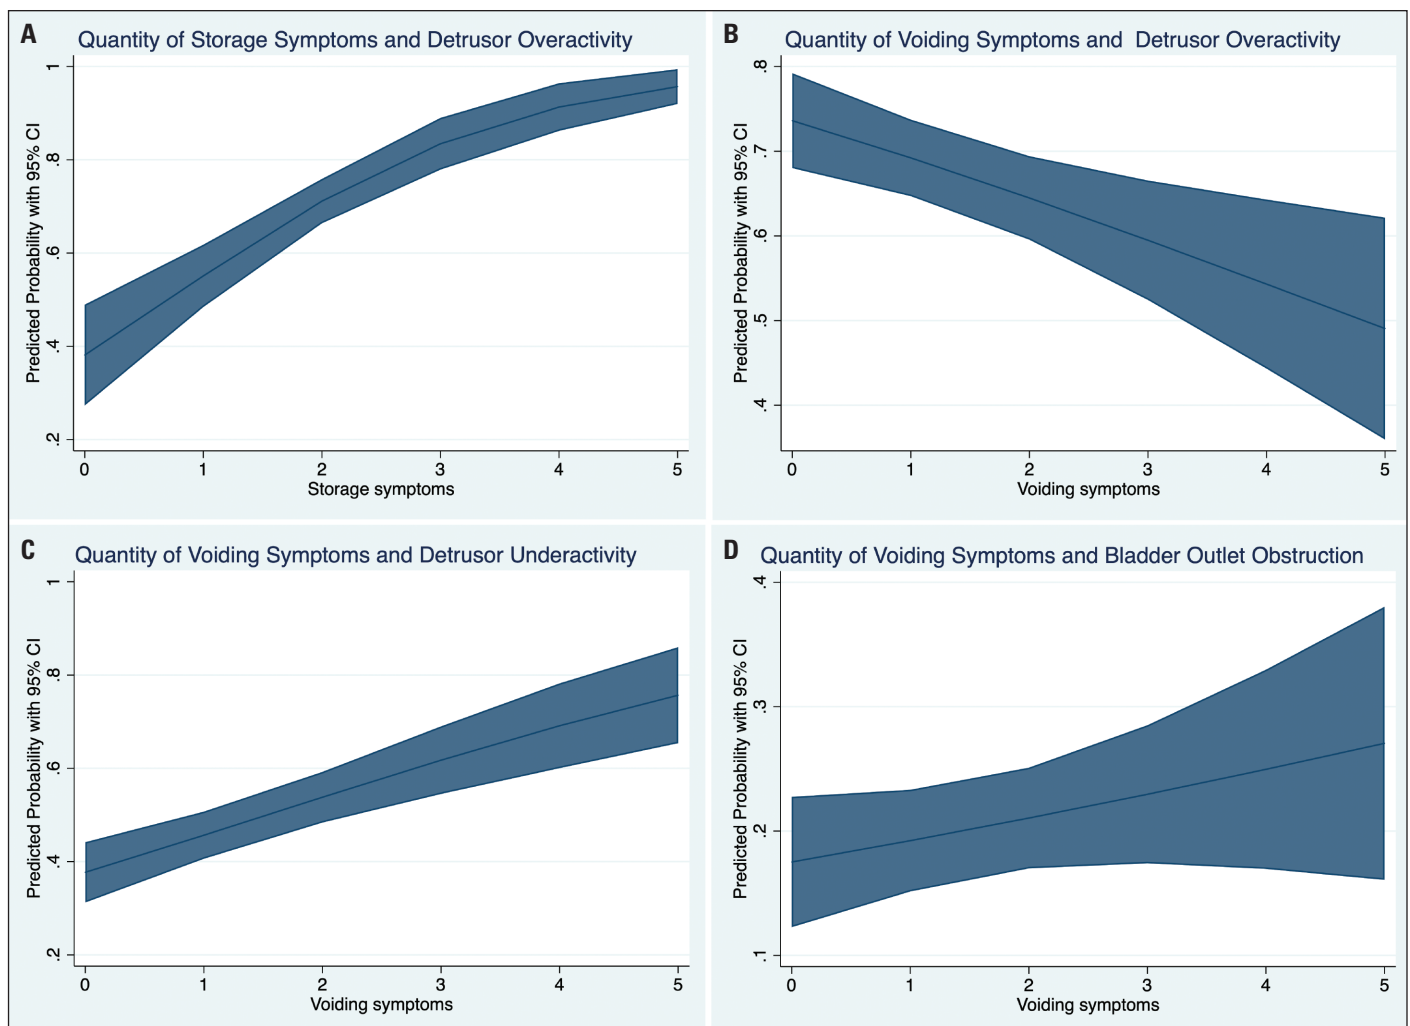 A
Quantity of Storage Symptoms and Detrusor Overactivity
Predicted Probability with 95% CI
1
.8
.6
.4
.2
0 1 2 3 4 5
Storage symptoms
B
Quantity of Voiding Symptoms and Detrusor Overactivity
Predicted Probability with 95% CI
.8
.7
.6
.5
.4
0 1 2 3 4 5
Voiding symptoms
C
Quantity of Voiding Symptoms and Detrusor Underactivity
Predicted Probability with 95% CI
1
.8
.6
.4
.2
0 1 2 3 4 5
Voiding symptoms
D
Quantity of Voiding Symptoms and Bladder Outlet Obstruction
Predicted Probability with 95% CI
.4
.3
.2
.1
0 1 2 3 4 5
Voiding symptoms